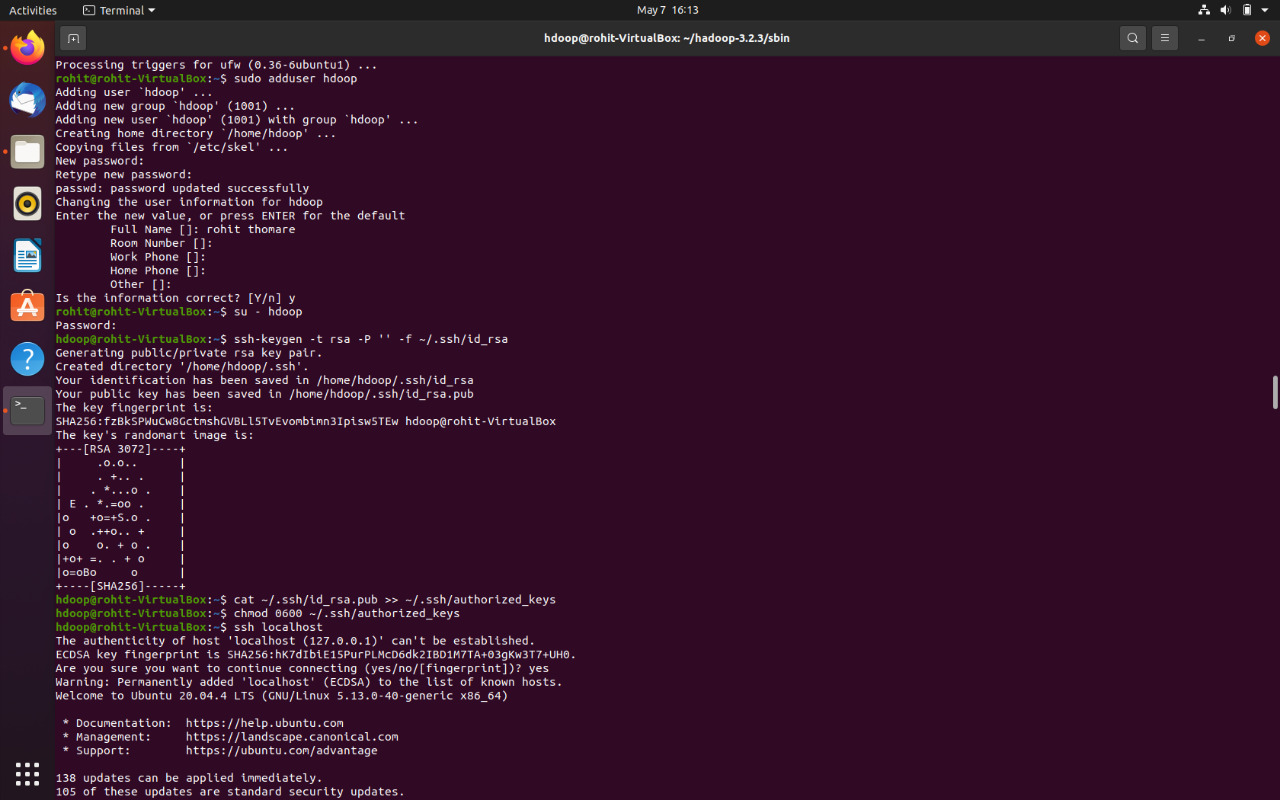 Activities
Terminal
May 7 16:13
hdoop@rohit-VirtualBox: ~/hadoop-3.2.3/sbin
Processing triggers for ufw (0.36-6ubuntu1) ...
rohit@rohit-VirtualBox:~$ sudo adduser hdoop
Adding user `hdoop' ...
Adding new group `hdoop' (1001) ...
Adding new user `hdoop' (1001) with group `hdoop' ...
Creating home directory `/home/hdoop' ...
Copying files from `/etc/skel' ...
New password:
Retype new password:
passwd: password updated successfully
Changing the user information for hdoop
Enter the new value, or press ENTER for the default
        Full Name []: rohit thomare
        Room Number []:
        Work Phone []:
        Home Phone []:
        Other []:
Is the information correct? [Y/n] y
rohit@rohit-VirtualBox:~$ su - hdoop
Password:
hdoop@rohit-VirtualBox:~$ ssh-keygen -t rsa -P '' -f ~/.ssh/id_rsa
Generating public/private rsa key pair.
Created directory '/home/hdoop/.ssh'.
Your identification has been saved in /home/hdoop/.ssh/id_rsa
Your public key has been saved in /home/hdoop/.ssh/id_rsa.pub
The key fingerprint is:
SHA256:fzBkSPWuCw8GctmshGVBLl5TvEvombimn3Ipisw5TEw hdoop@rohit-VirtualBox
The key's randomart image is:
+---[RSA 3072]----+
|     .o.o..      |
|     . +.. .     |
|    . *...o .    |
| E . *.=oo .     |
|o   +o=+S.o .    |
| o  .++o.. +     |
|o    o. + o .    |
|+o+ =. . + o     |
|o=oBo     o      |
+----[SHA256]-----+
hdoop@rohit-VirtualBox:~$ cat ~/.ssh/id_rsa.pub >> ~/.ssh/authorized_keys
hdoop@rohit-VirtualBox:~$ chmod 0600 ~/.ssh/authorized_keys
hdoop@rohit-VirtualBox:~$ ssh localhost
The authenticity of host 'localhost (127.0.0.1)' can't be established.
ECDSA key fingerprint is SHA256:hK7dIbiE15PurPLMcD6dk2IBD1M7TA+03gKw3T7+UH0.
Are you sure you want to continue connecting (yes/no/[fingerprint])? yes
Warning: Permanently added 'localhost' (ECDSA) to the list of known hosts.
Welcome to Ubuntu 20.04.4 LTS (GNU/Linux 5.13.0-40-generic x86_64)
 * Documentation:  https://help.ubuntu.com
 * Management:     https://landscape.canonical.com
 * Support:        https://ubuntu.com/advantage
138 updates can be applied immediately.
105 of these updates are standard security updates.